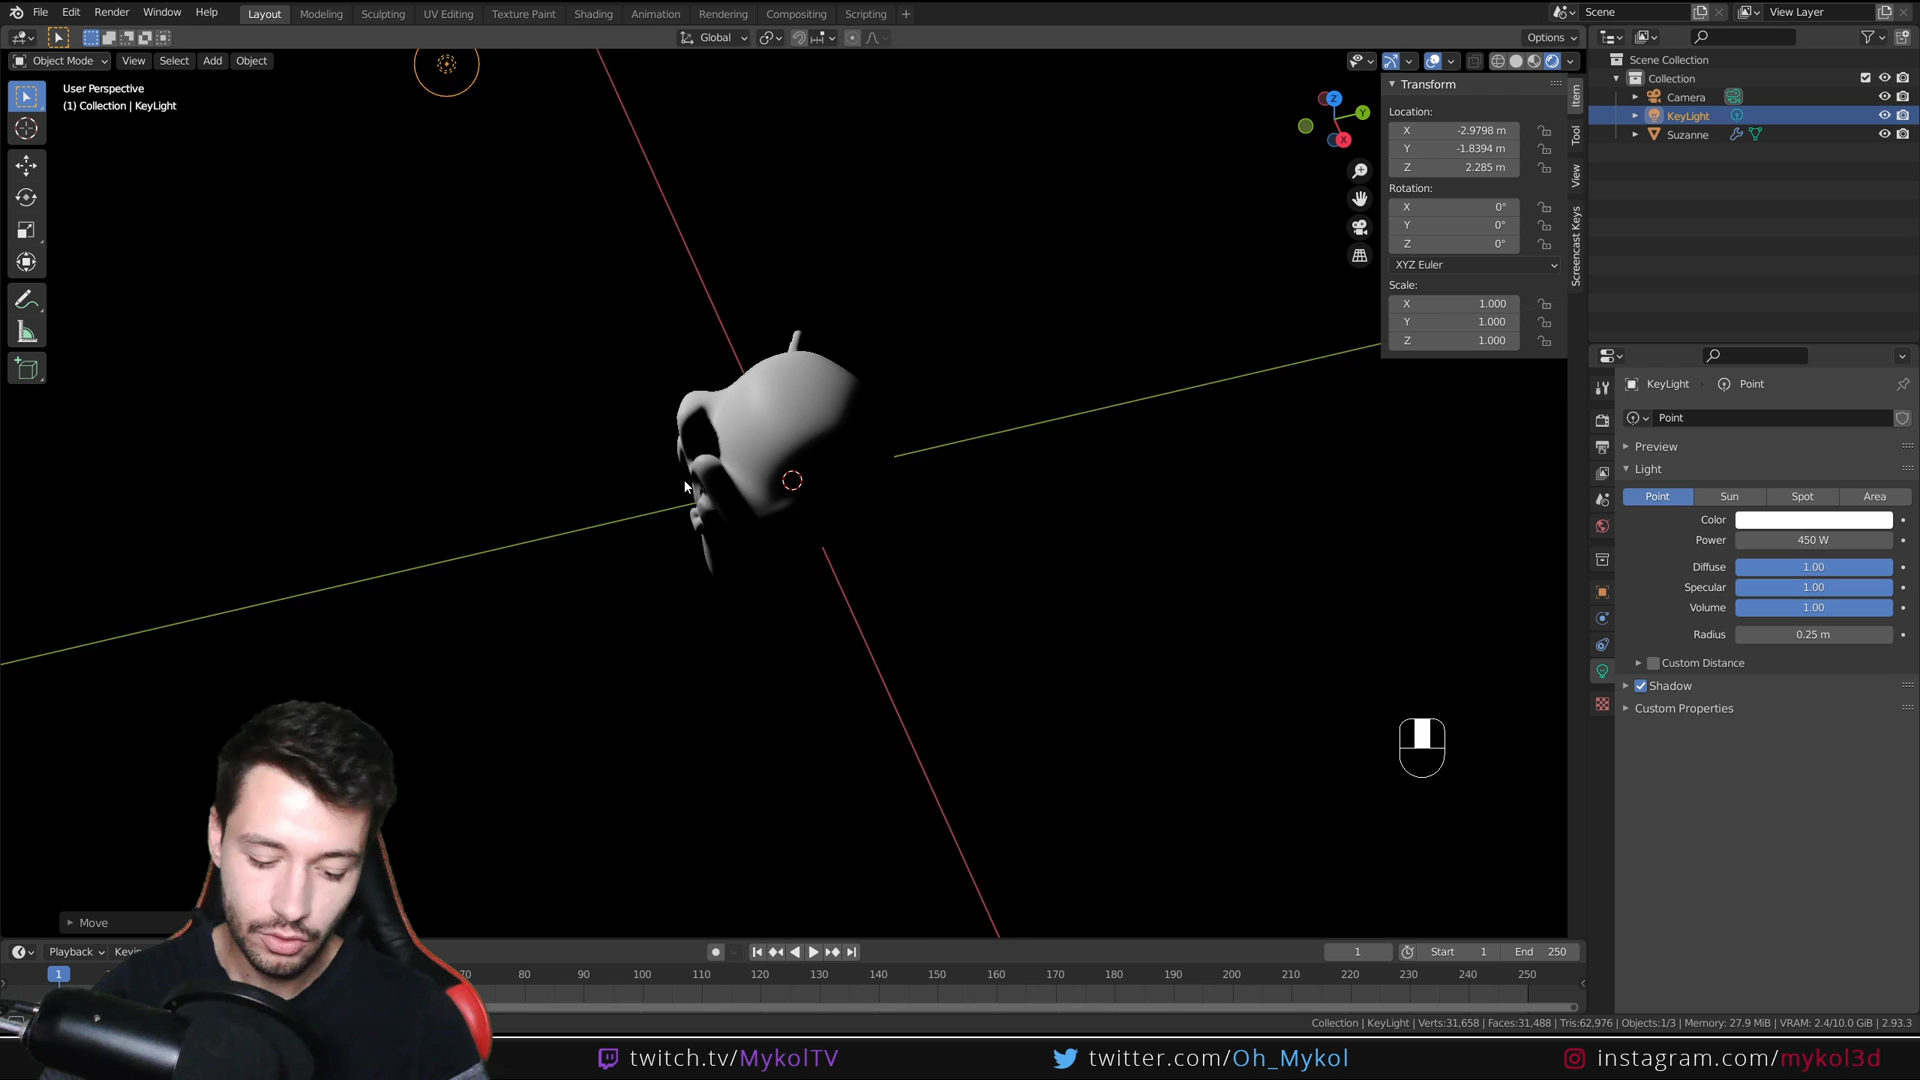 File Edit Render Window Help
Layout Modeling Sculpting UV Editing Texture Paint Shading Animation Rendering Compositing Scripting +
Scene
View Layer
Global
Options
Object Mode View Select Add Object
User Perspective
(1) Collection | KeyLight
Z
Y
X
Transform
Location:
X -2.9798 m
Y -1.8394 m
Z 2.285 m
Rotation:
X 0°
Y 0°
Z 0°
XYZ Euler
Scale:
X 1.000
Y 1.000
Z 1.000
Item
Tool
View
Screencast Keys
Scene Collection
Collection
Camera
KeyLight
Suzanne
KeyLight Point
Point
Preview
Light
Point Sun Spot Area
Color
Power 450 W
Diffuse 1.00
Specular 1.00
Volume 1.00
Radius 0.25 m
Custom Distance
Shadow
Custom Properties
Move
Playback
1 Start 1 End 250
1 70 80 90 100 110 120 130 140 150 160 170 180 190 200 210 220 230 240 250
Collection | KeyLight | Verts:31,658 | Faces:31,488 | Tris:62,976 | Objects:1/3 | Memory: 27.9 MiB | VRAM: 2.4/10.0 GiB | 2.93.3
twitch.tv/MykolTV
twitter.com/Oh_Mykol
instagram.com/mykol3d